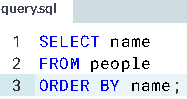 query.sql
1 SELECT name
2 FROM people
3 ORDER BY name;